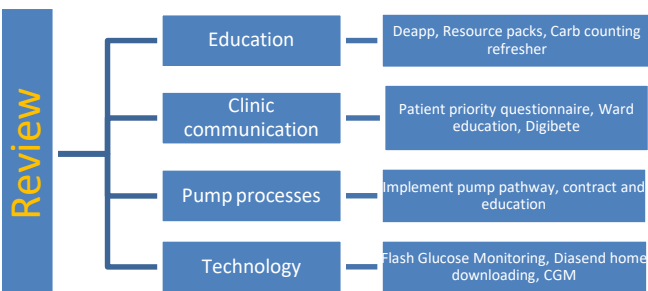 Review
Education
Deapp, Resource packs, Carb counting
refresher
Clinic
communication
Patient priority questionnaire, Ward
education, Digibete
Pump processes
Implement pump pathway, contract and
education
Technology
Flash Glucose Monitoring, Diasend home
downloading, CGM